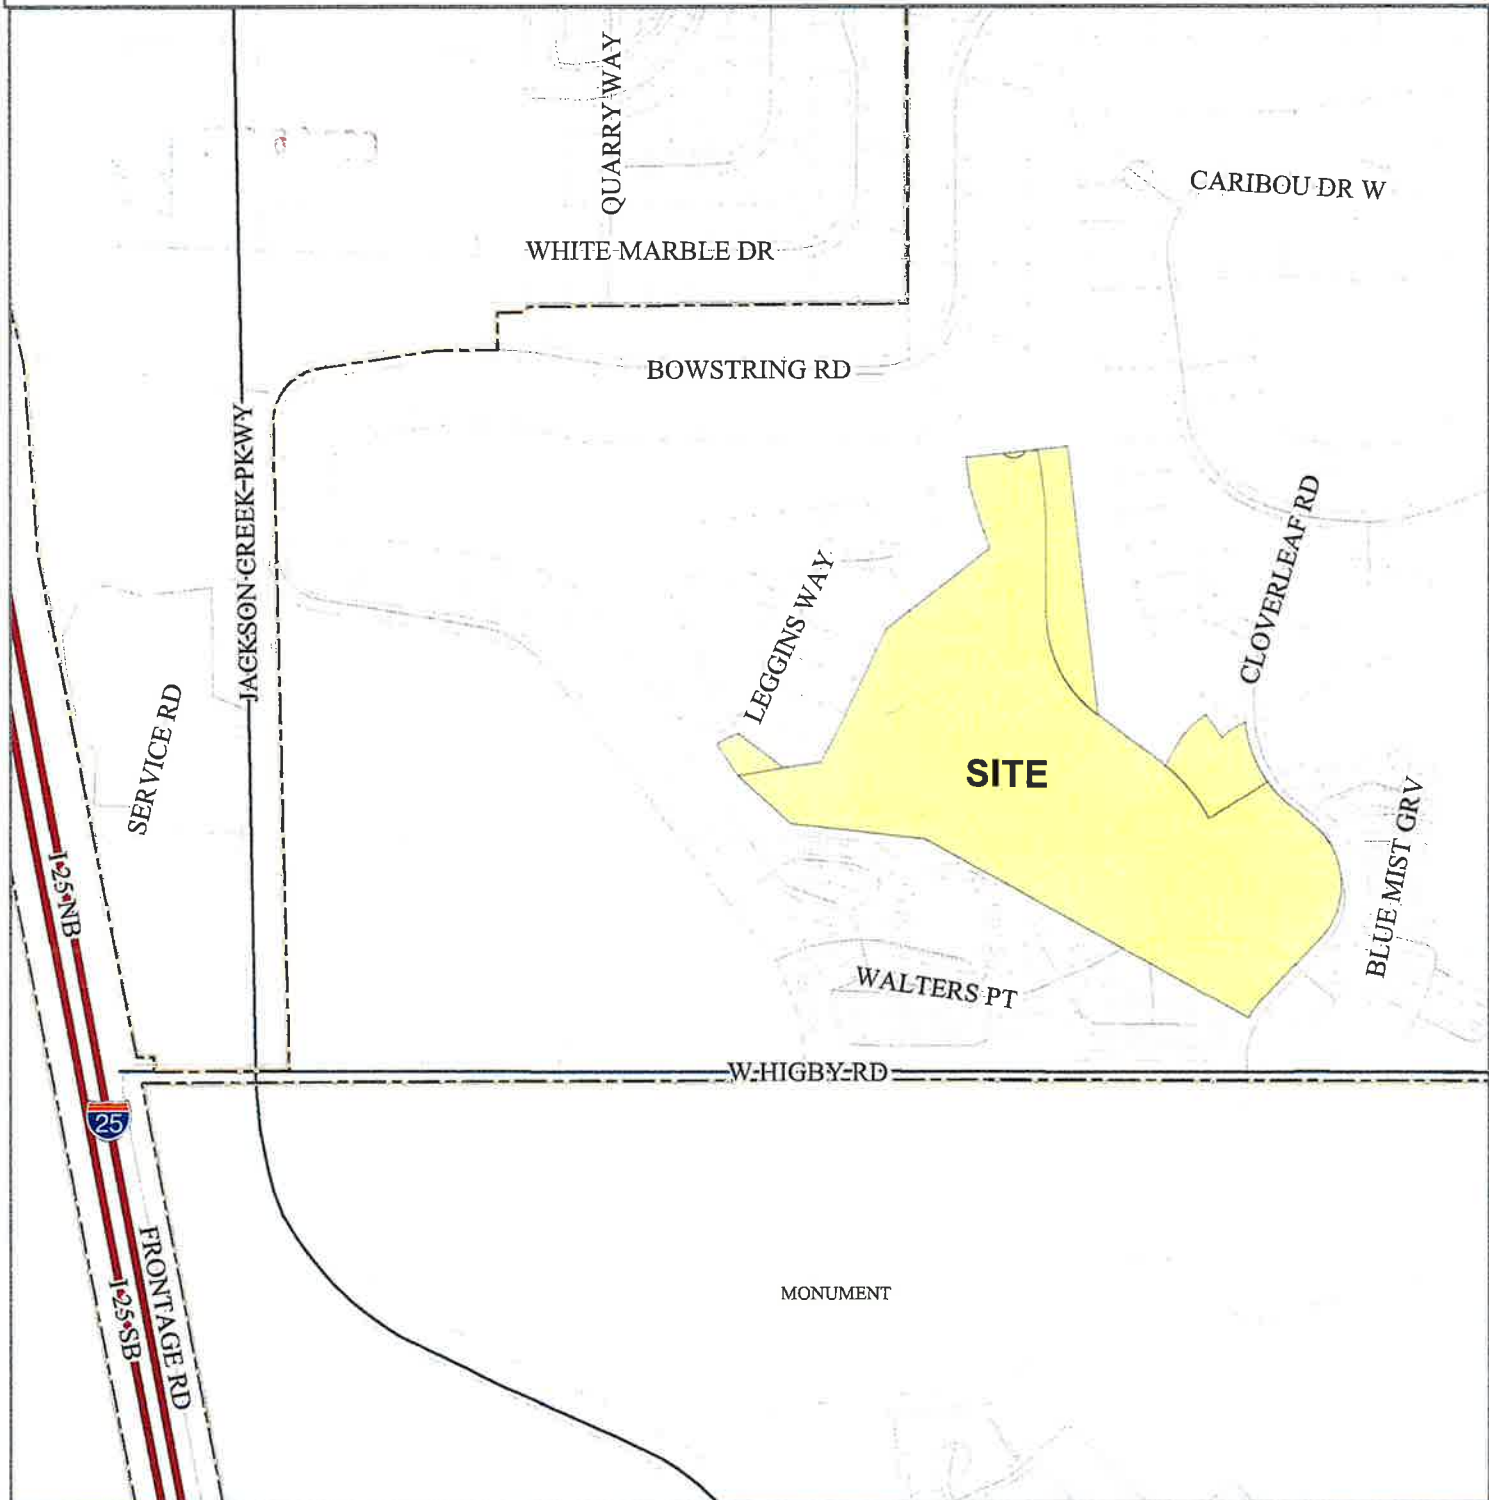 QUARRY WAY
CARIBOU DR W
WHITE MARBLE DR
BOWSTRING RD
JACKSON CREEK PKWY
CLOVERLEAF RD
LEGGINS WAY
SERVICE RD
SITE
BLUE MIST GRV
I-25 NB
WALTERS PT
W HIGBY RD
25
FRONTAGE RD
I-25 SB
MONUMENT